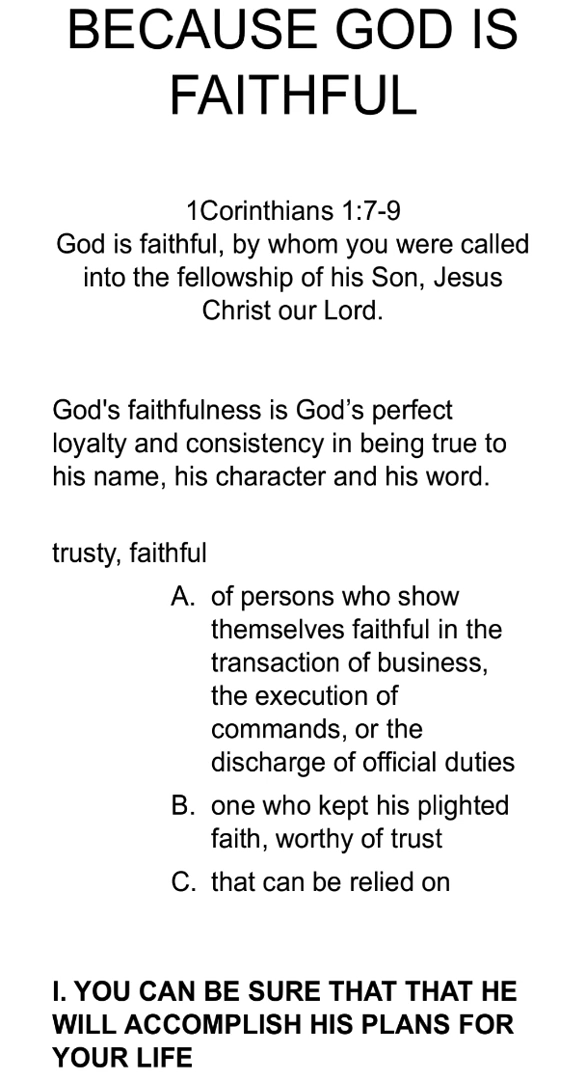 BECAUSE GOD IS
FAITHFUL
1Corinthians 1:7-9
God is faithful, by whom you were called
into the fellowship of his Son, Jesus
Christ our Lord.
God's faithfulness is God’s perfect
loyalty and consistency in being true to
his name, his character and his word.
trusty, faithful
A. of persons who show
themselves faithful in the
transaction of business,
the execution of
commands, or the
discharge of official duties
B. one who kept his plighted
faith, worthy of trust
C. that can be relied on
I. YOU CAN BE SURE THAT THAT HE
WILL ACCOMPLISH HIS PLANS FOR
YOUR LIFE